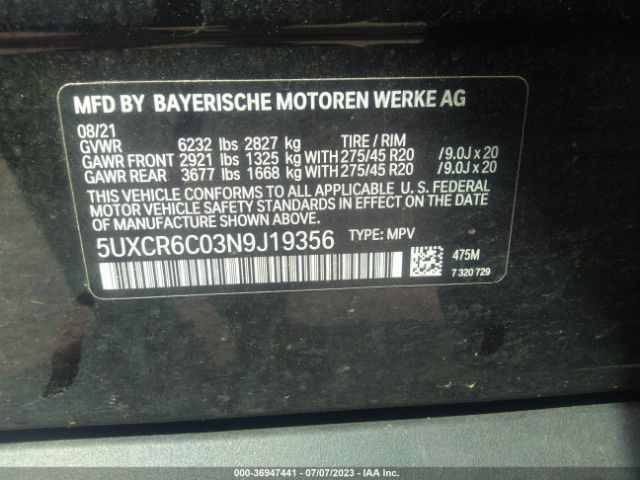 MFD BY BAYERISCHE MOTOREN WERKE AG
08/21
GVWR 6232 lbs 2827 kg TIRE / RIM
GAWR FRONT 2921 lbs 1325 kg WITH 275/45 R20 /9.0J x 20
GAWR REAR 3677 lbs 1668 kg WITH 275/45 R20 /9.0J x 20
THIS VEHICLE CONFORMS TO ALL APPLICABLE U. S. FEDERAL
MOTOR VEHICLE SAFETY STANDARDS IN EFFECT ON THE DATE
OF MANUFACTURE SHOWN ABOVE.
5UXCR6C03N9J19356 TYPE: MPV
475M
7 320 729
000-36947441 - 07/07/2023 - IAA Inc.